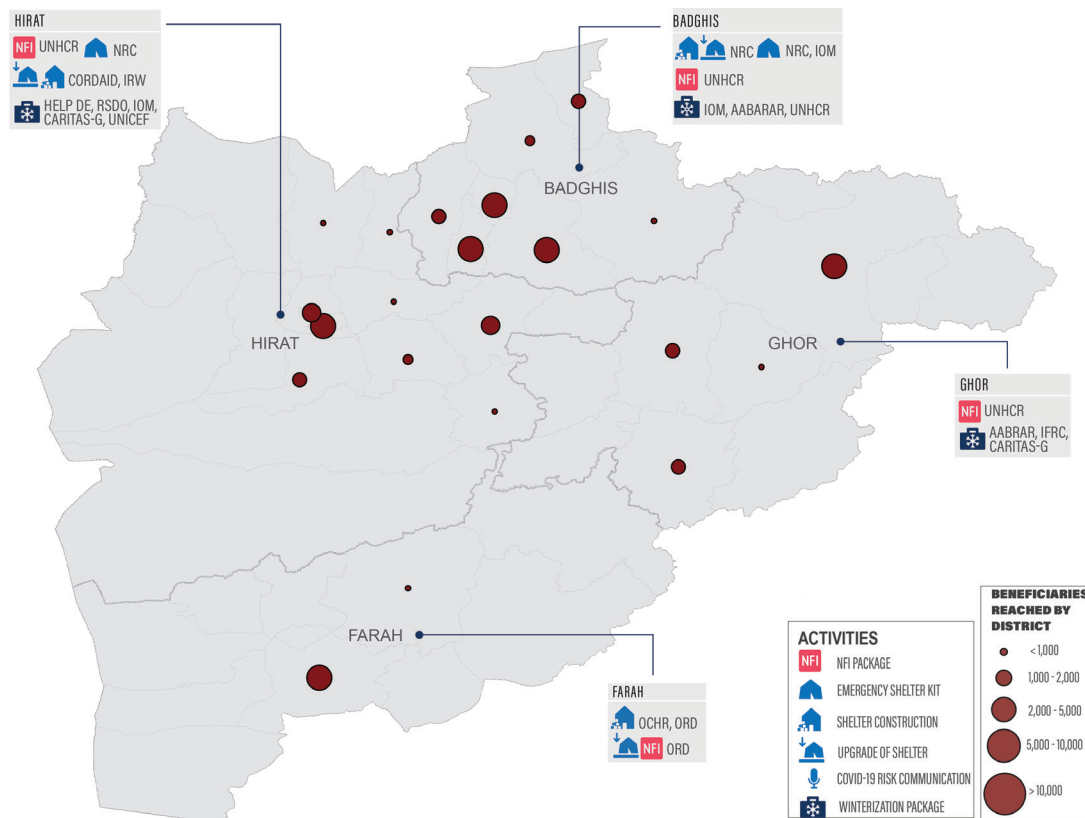 HIRAT
NFI UNHCR NRC
CORDAID, IRW
HELP DE, RSDO, IOM,
CARITAS-G, UNICEF
BADGHIS
NRC NRC, IOM
NFI UNHCR
IOM, AABARAR, UNHCR
BADGHIS
HIRAT
GHOR
GHOR
NFI UNHCR
AABRAR, IFRC,
CARITAS-G
FARAH
FARAH
OCHR, ORD
NFI ORD
ACTIVITIES
NFI NFI PACKAGE
EMERGENCY SHELTER KIT
SHELTER CONSTRUCTION
UPGRADE OF SHELTER
COVID-19 RISK COMMUNICATION
WINTERIZATION PACKAGE
BENEFICIARIES
REACHED BY
DISTRICT
< 1,000
1,000 - 2,000
2,000 - 5,000
5,000 - 10,000
> 10,000